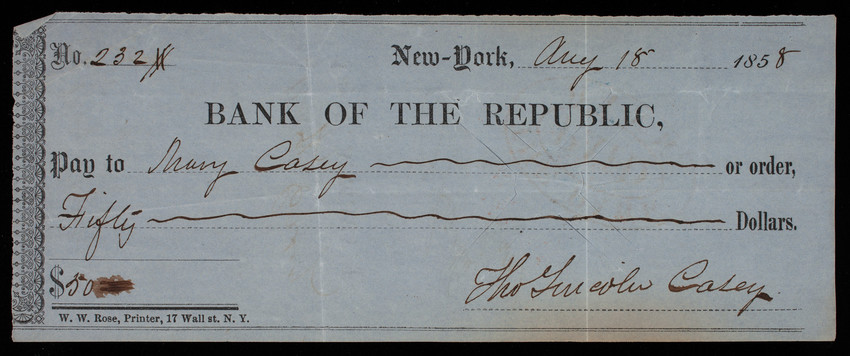 No. 232 New-York, Aug 18 1858
BANK OF THE REPUBLIC,
Pay to Mary Casey or order,
Fifty Dollars.
$50
Tho Lincoln Casey
W. W. Rose, Printer, 17 Wall st. N. Y.